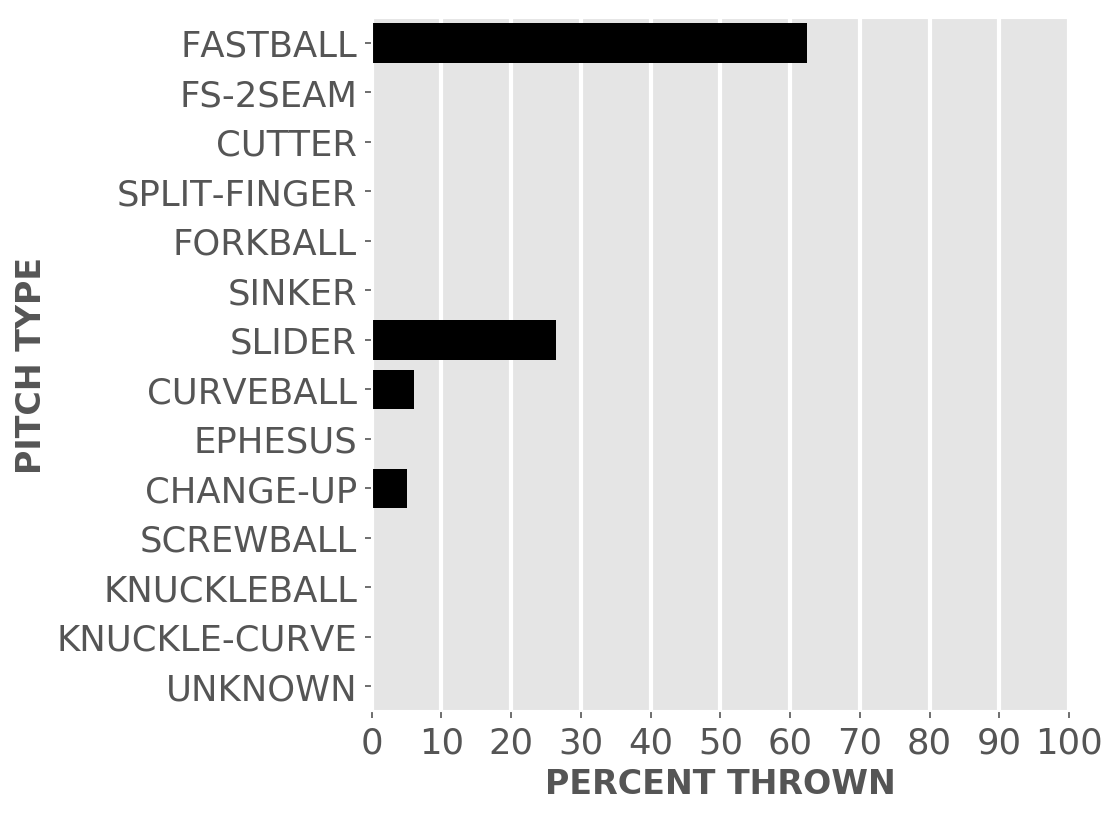 PITCH TYPE
FASTBALL
FS-2SEAM
CUTTER
SPLIT-FINGER
FORKBALL
SINKER
SLIDER
CURVEBALL
EPHESUS
CHANGE-UP
SCREWBALL
KNUCKLEBALL
KNUCKLE-CURVE
UNKNOWN
0 10 20 30 40 50 60 70 80 90 100
PERCENT THROWN